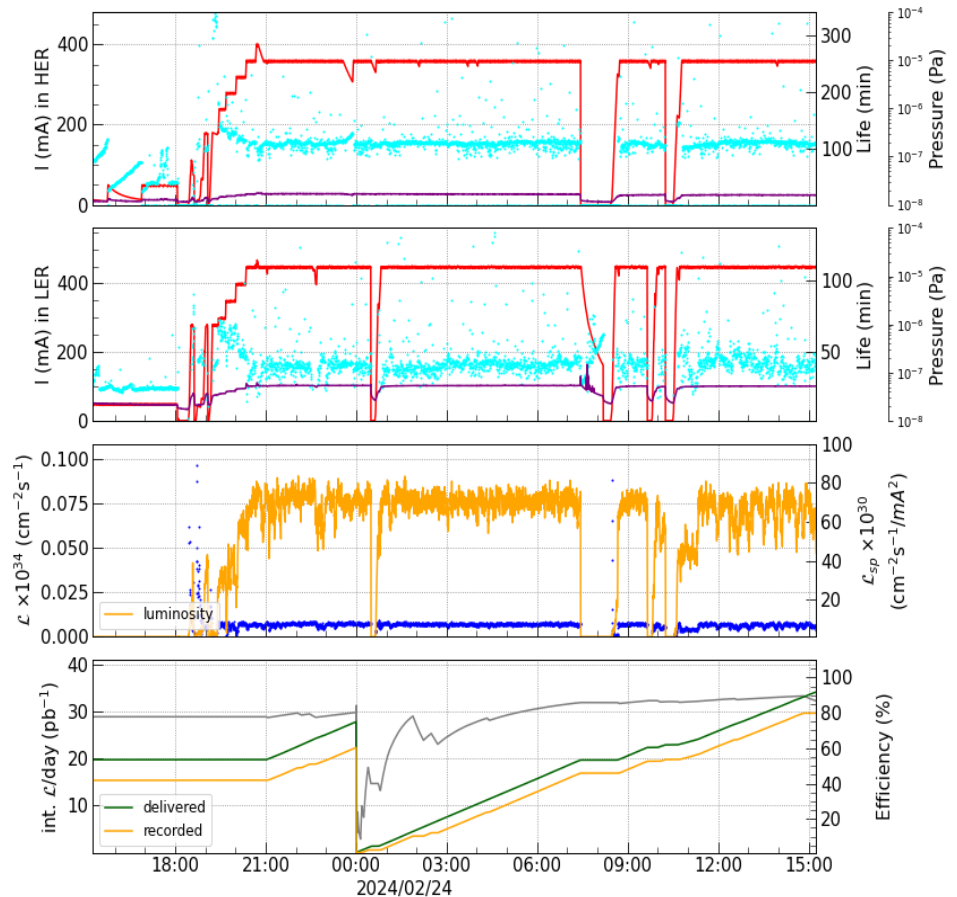 I (mA) in HER
400
200
0
300
200
100
Life (min)
10⁻⁴
10⁻⁵
10⁻⁶
10⁻⁷
10⁻⁸
Pressure (Pa)
I (mA) in LER
400
200
0
100
50
Life (min)
10⁻⁴
10⁻⁵
10⁻⁶
10⁻⁷
10⁻⁸
Pressure (Pa)
ℒ ×10³⁴ (cm⁻²s⁻¹)
0.100
0.075
0.050
0.025
0.000
luminosity
100
80
60
40
20
ℒsp ×10³⁰
(cm⁻²s⁻¹/mA²)
int. ℒ/day (pb⁻¹)
40
30
20
10
delivered
recorded
100
80
60
40
20
Efficiency (%)
18:00 21:00 00:00 03:00 06:00 09:00 12:00 15:00
2024/02/24